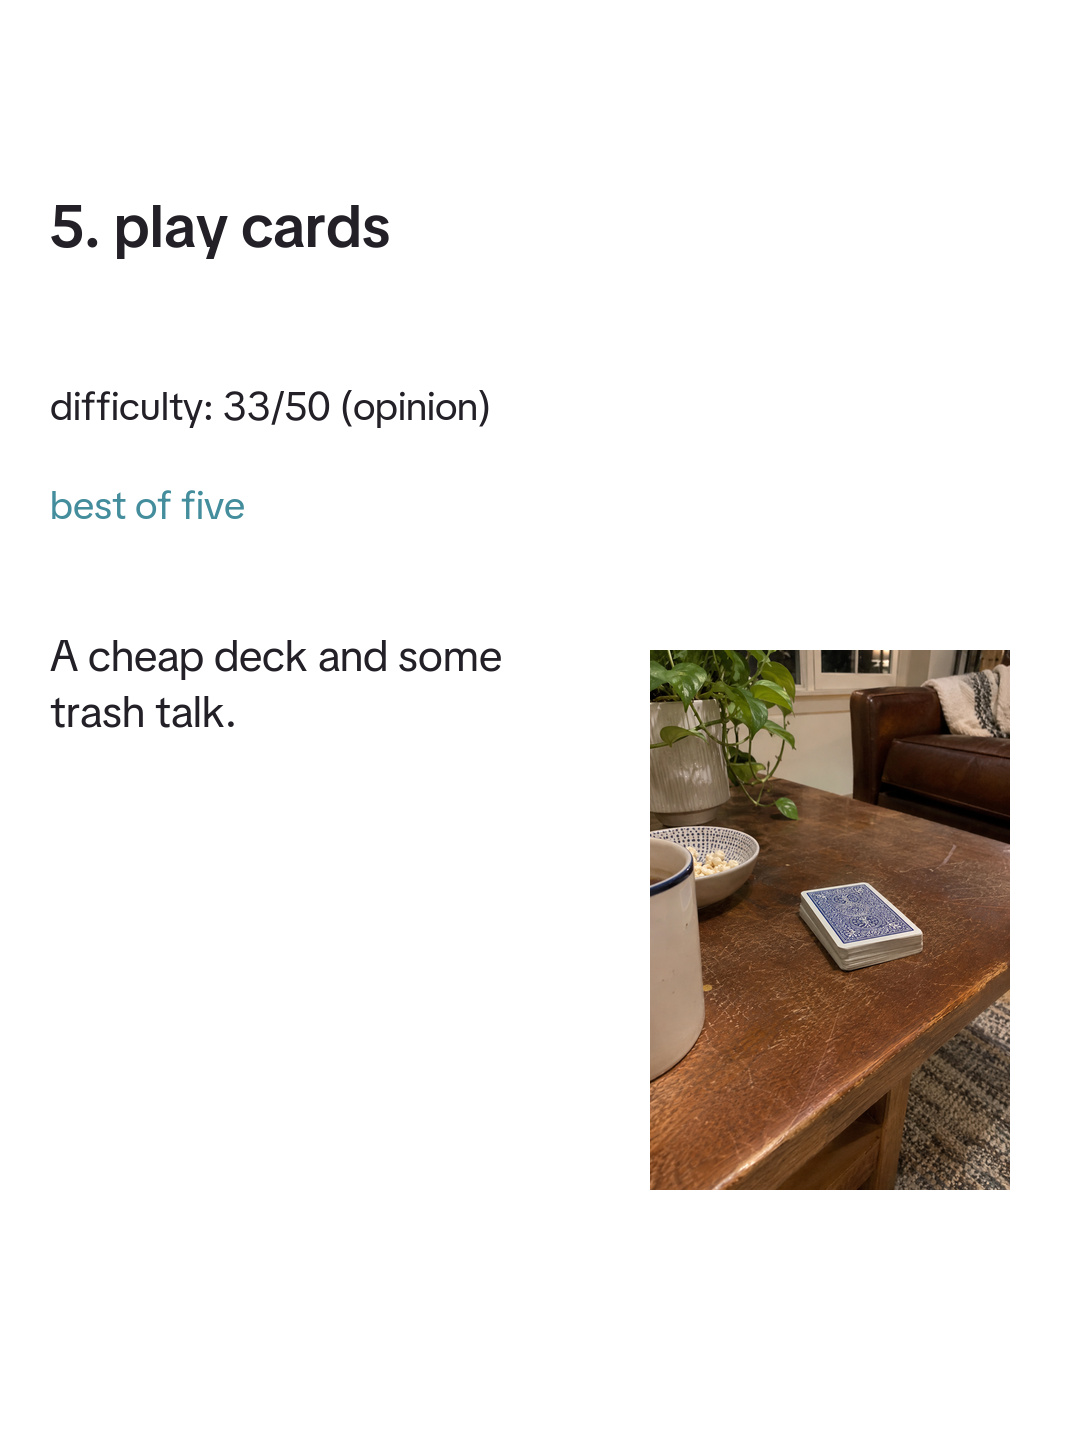 5. play cards
difficulty: 33/50 (opinion)
best of five
A cheap deck and some
trash talk.